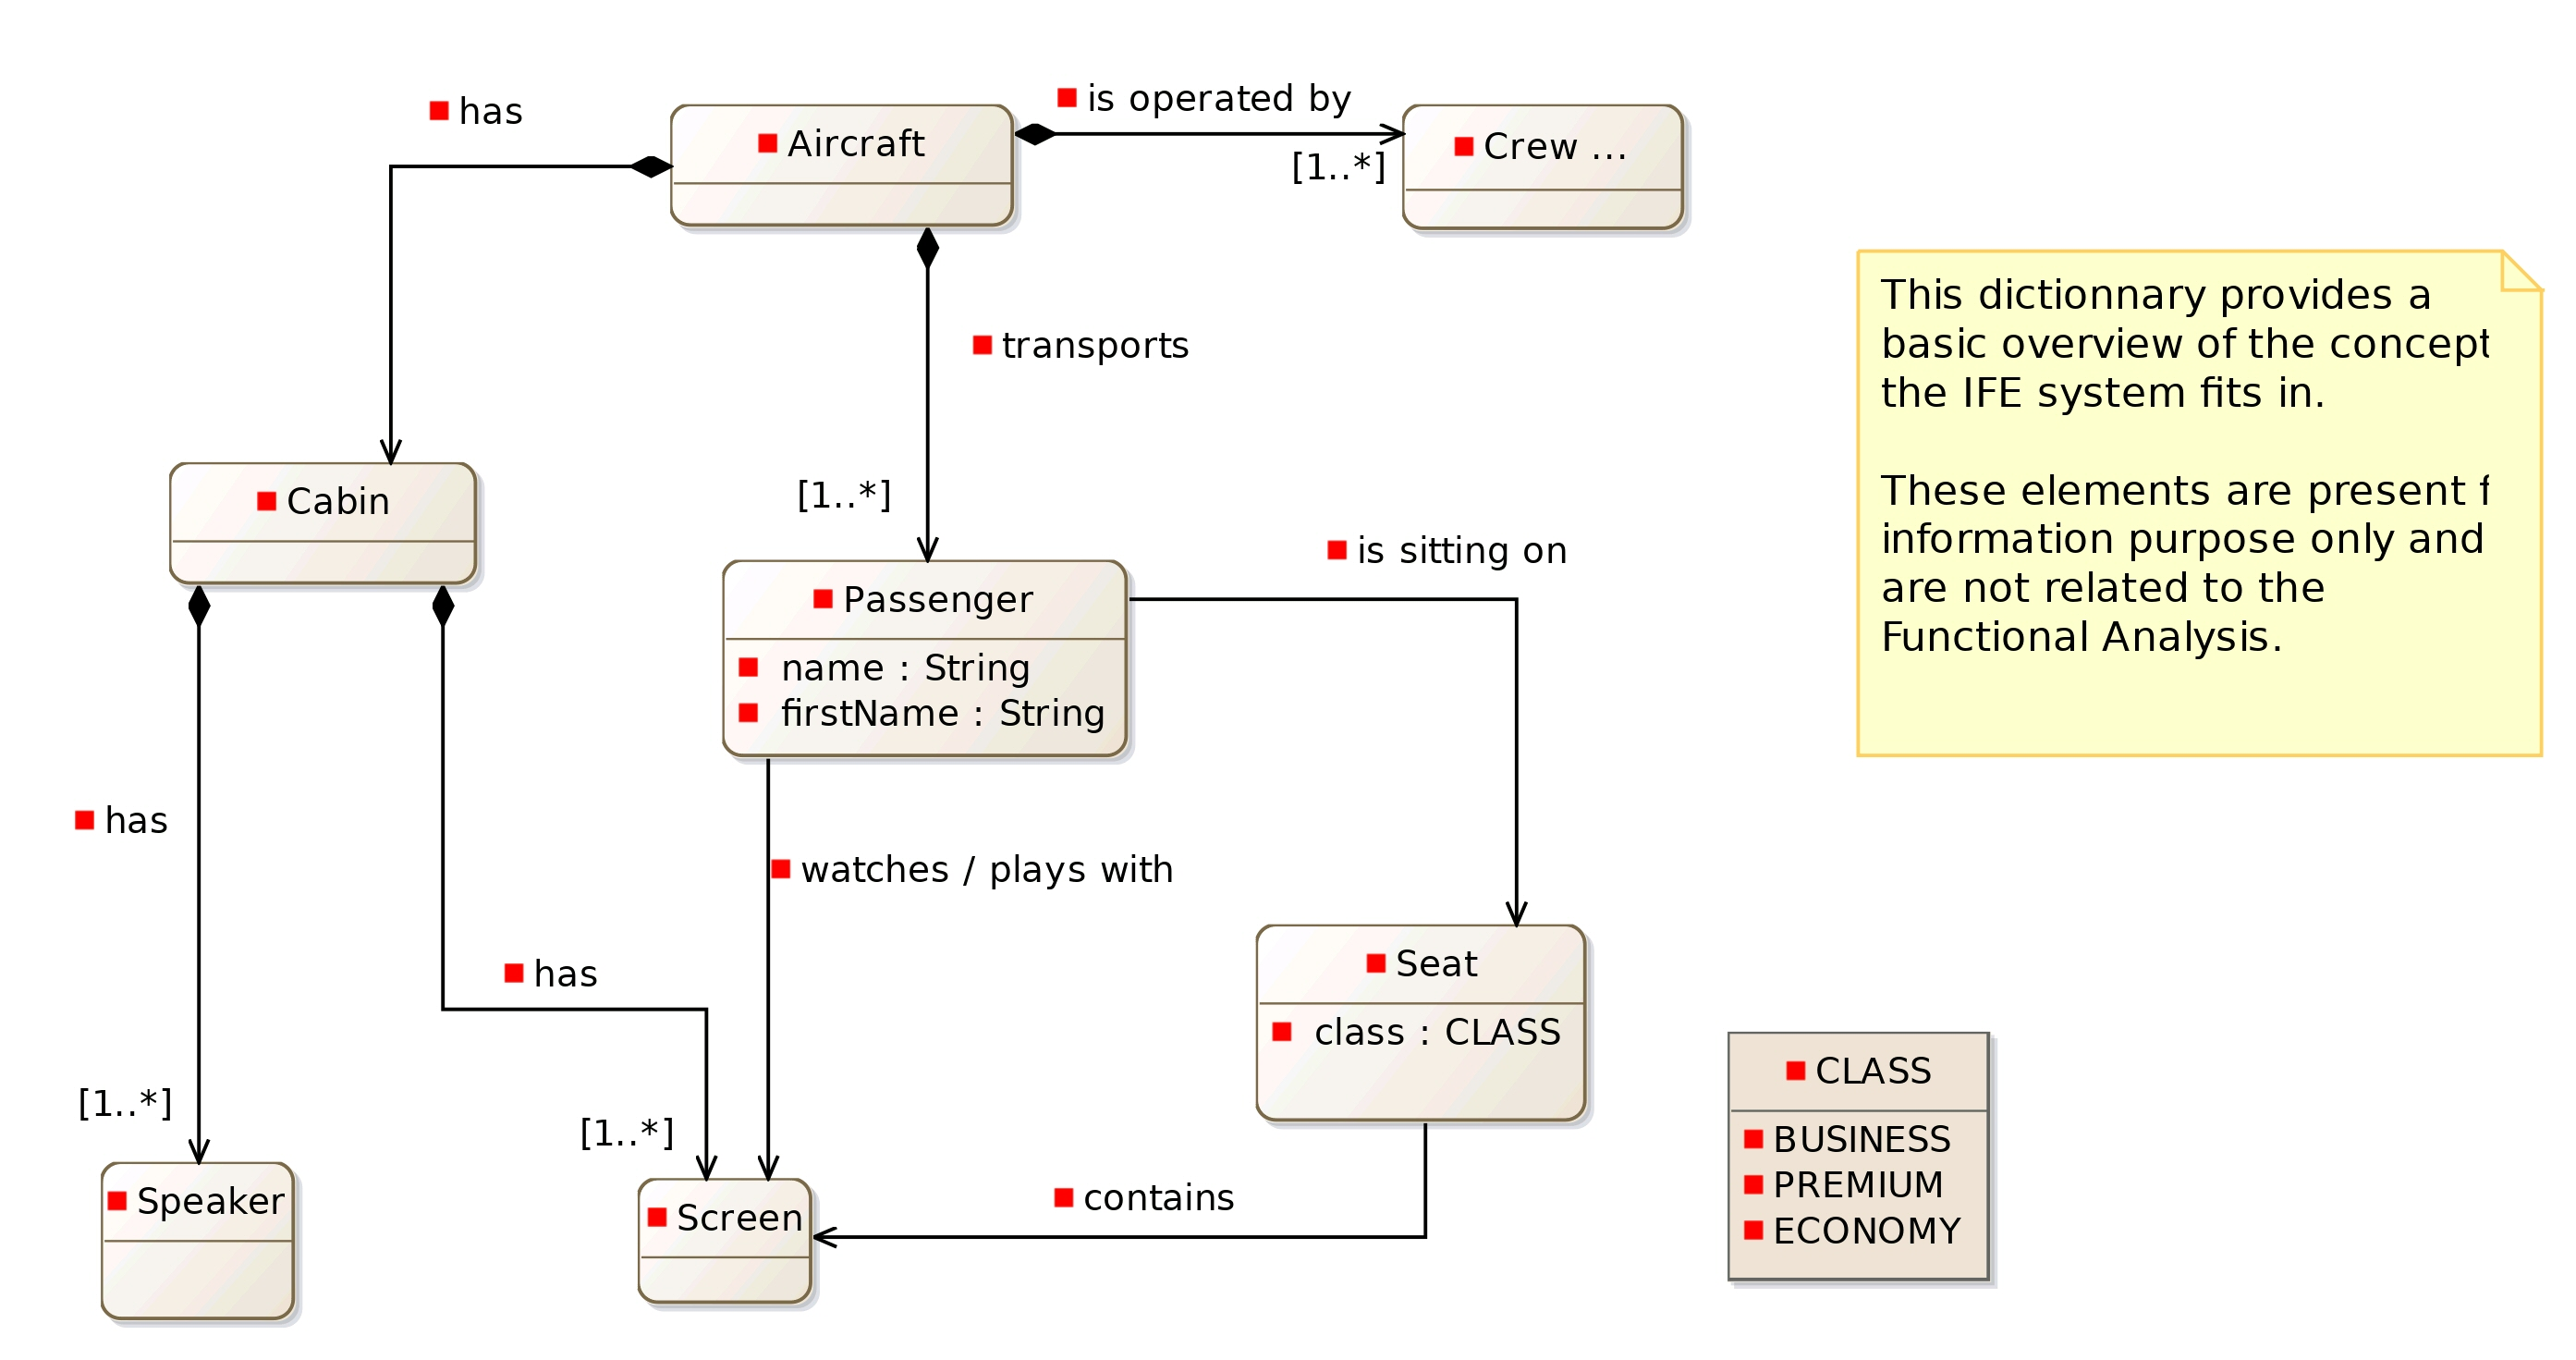 has
is operated by
Aircraft
Crew ...
[1..*]
This dictionnary provides a
basic overview of the concept
the IFE system fits in.
These elements are present f
information purpose only and
are not related to the
Functional Analysis.
transports
Cabin
[1..*]
is sitting on
Passenger
name : String
firstName : String
has
watches / plays with
has
Seat
class : CLASS
[1..*]
[1..*]
CLASS
BUSINESS
PREMIUM
ECONOMY
Speaker
Screen
contains